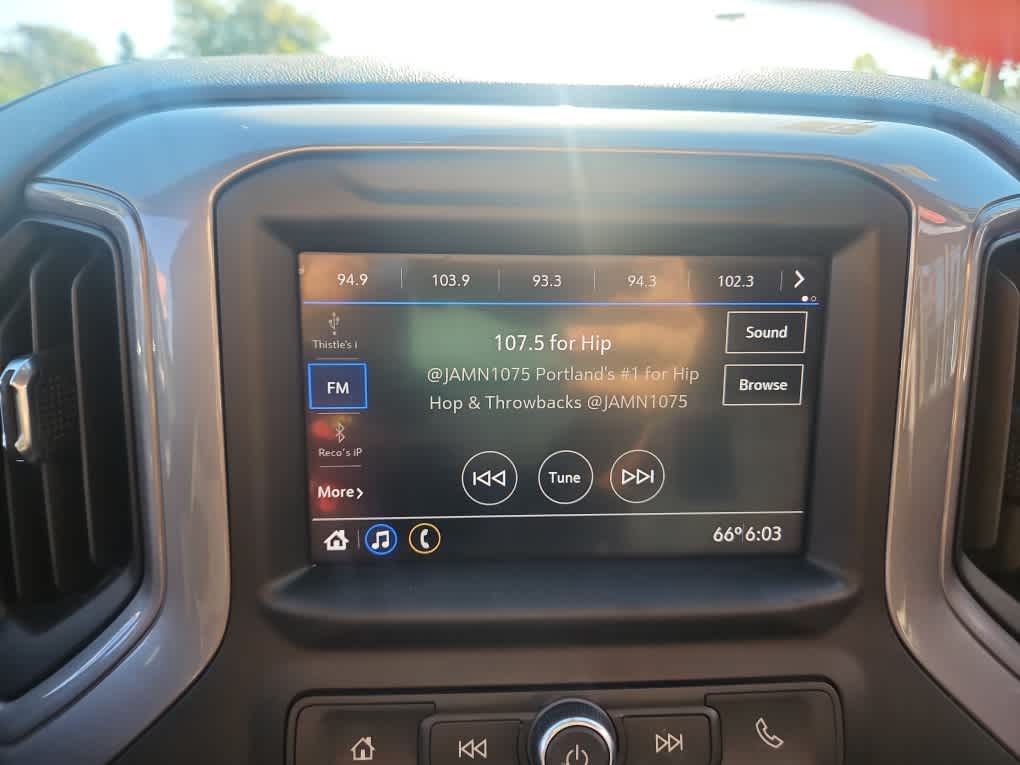 94.9 103.9 93.3 94.3 102.3
Thistle's i
FM
Reco's iP
More
107.5 for Hip
@JAMN1075 Portland's #1 for Hip
Hop & Throwbacks @JAMN1075
Tune
Sound
Browse
66° 6:03